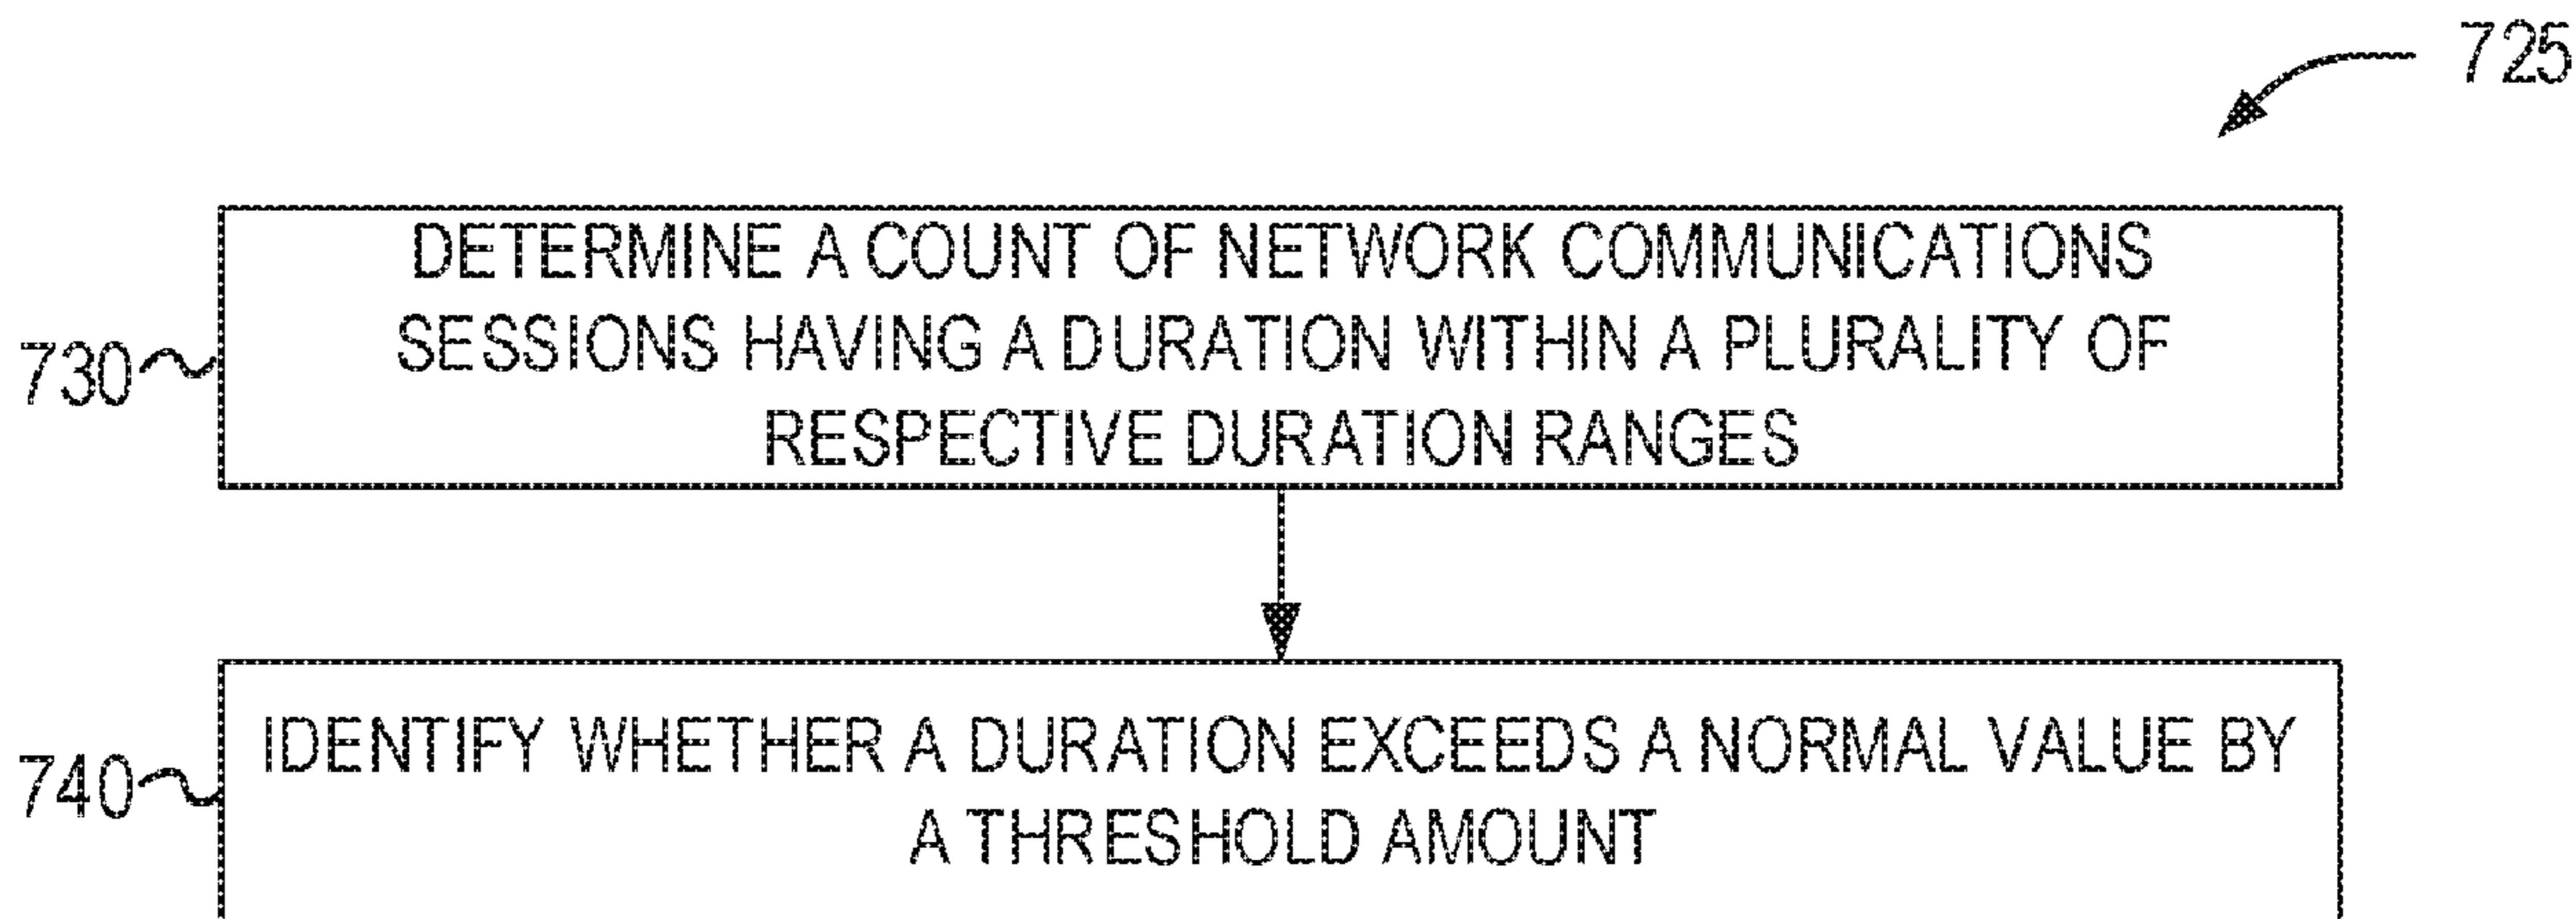 725
DETERMINE A COUNT OF NETWORK COMMUNICATIONS
SESSIONS HAVING A DURATION WITHIN A PLURALITY OF
730
RESPECTIVE DURATION RANGES
IDENTIFY WHETHER A DURATION EXCEEDS A NORMAL VALUE BY
740
A THRESHOLD AMOUNT